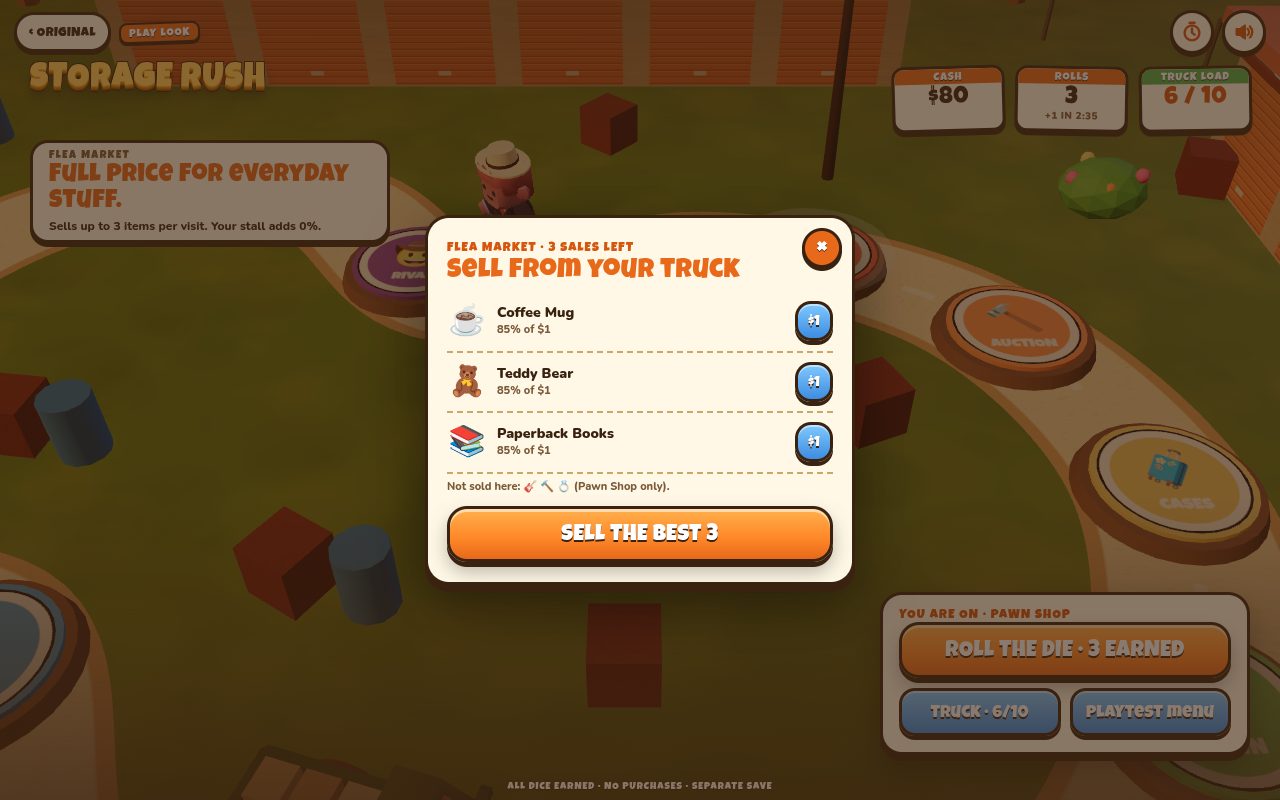 ‹ ORIGINAL
PLAY LOOK
STORAGE RUSH
CASH
$80
ROLLS
3
+1 IN 2:35
TRUCK LOAD
6 / 10
FLEA MARKET
FULL PRICE FOR EVERYDAY
STUFF.
Sells up to 3 items per visit. Your stall adds 0%.
FLEA MARKET · 3 SALES LEFT
SELL FROM YOUR TRUCK
Coffee Mug
85% of $1
$1
Teddy Bear
85% of $1
$1
Paperback Books
85% of $1
$1
Not sold here: 🎸 🔨 💍 (Pawn Shop only).
SELL THE BEST 3
AUCTION
CASES
YOU ARE ON · PAWN SHOP
ROLL THE DIE · 3 EARNED
TRUCK · 6/10
PLAYTEST MENU
ALL DICE EARNED · NO PURCHASES · SEPARATE SAVE